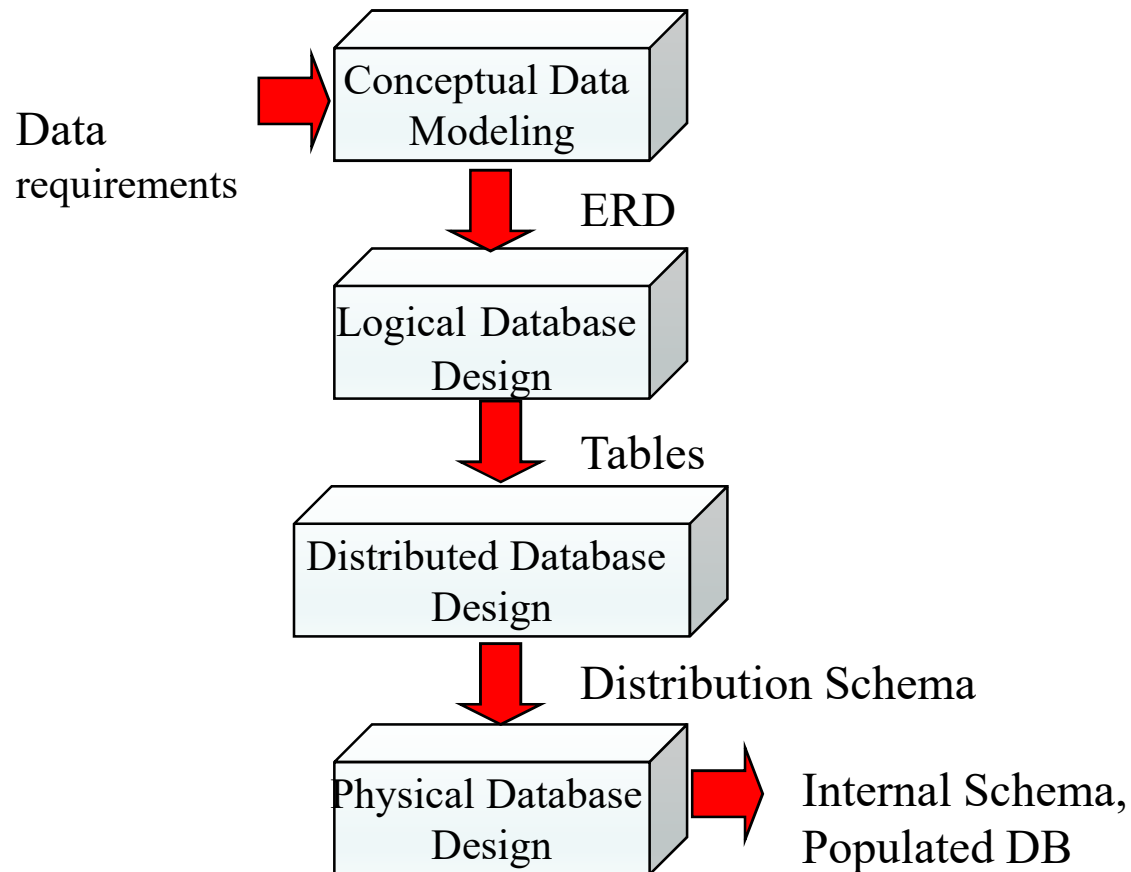 Conceptual Data
Modeling
Data
requirements
ERD
Logical Database
Design
Tables
Distributed Database
Design
Distribution Schema
Physical Database
Design
Internal Schema,
Populated DB